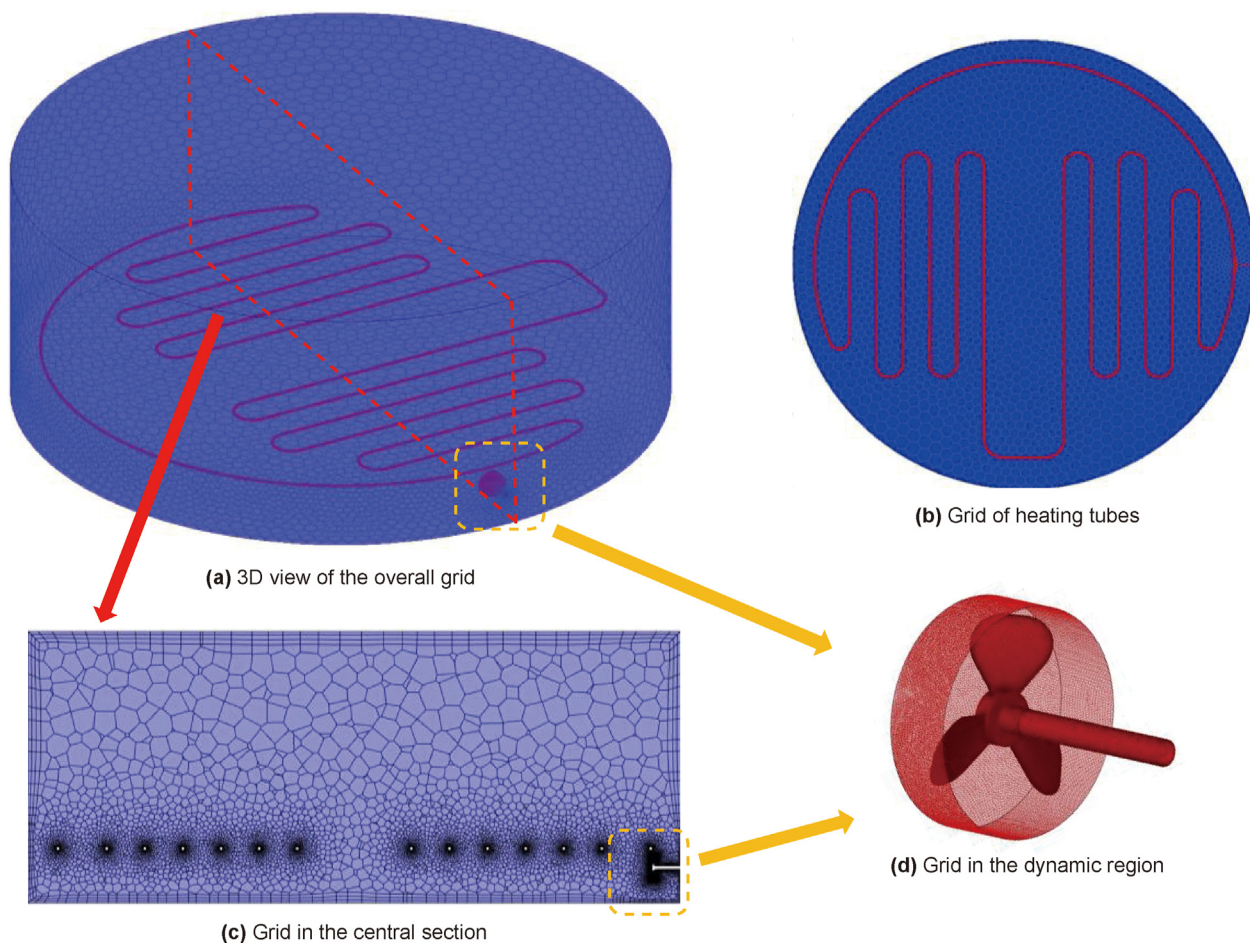 (a) 3D view of the overall grid
(b) Grid of heating tubes
(c) Grid in the central section
(d) Grid in the dynamic region